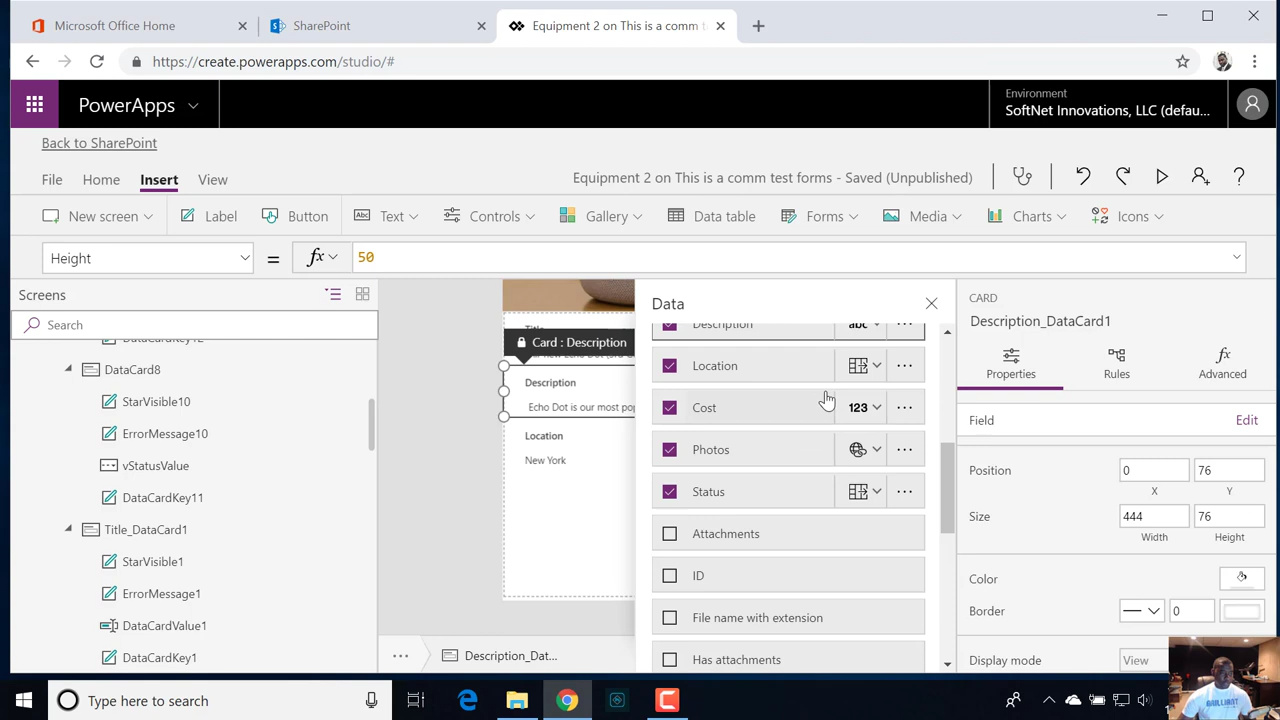 Microsoft Office Home
SharePoint
Equipment 2 on This is a comm t
https://create.powerapps.com/studio/#
PowerApps
Environment
SoftNet Innovations, LLC (defau...
Back to SharePoint
File Home Insert View
Equipment 2 on This is a comm test forms - Saved (Unpublished)
New screen Label Button Text Controls Gallery Data table Forms Media Charts Icons
Height = fx 50
Screens
Search
DataCard8
StarVisible10
ErrorMessage10
vStatusValue
DataCardKey11
Title_DataCard1
StarVisible1
ErrorMessage1
DataCardValue1
DataCardKey1
Title
Card : Description
Description
Echo Dot is our most pop
Location
New York
Description_Dat...
Data
Description abc
Location
Cost 123
Photos
Status
Attachments
ID
File name with extension
Has attachments
CARD
Description_DataCard1
Properties Rules Advanced
Field Edit
Position 0 76
X Y
Size 444 76
Width Height
Color
Border 0
Display mode View
Type here to search